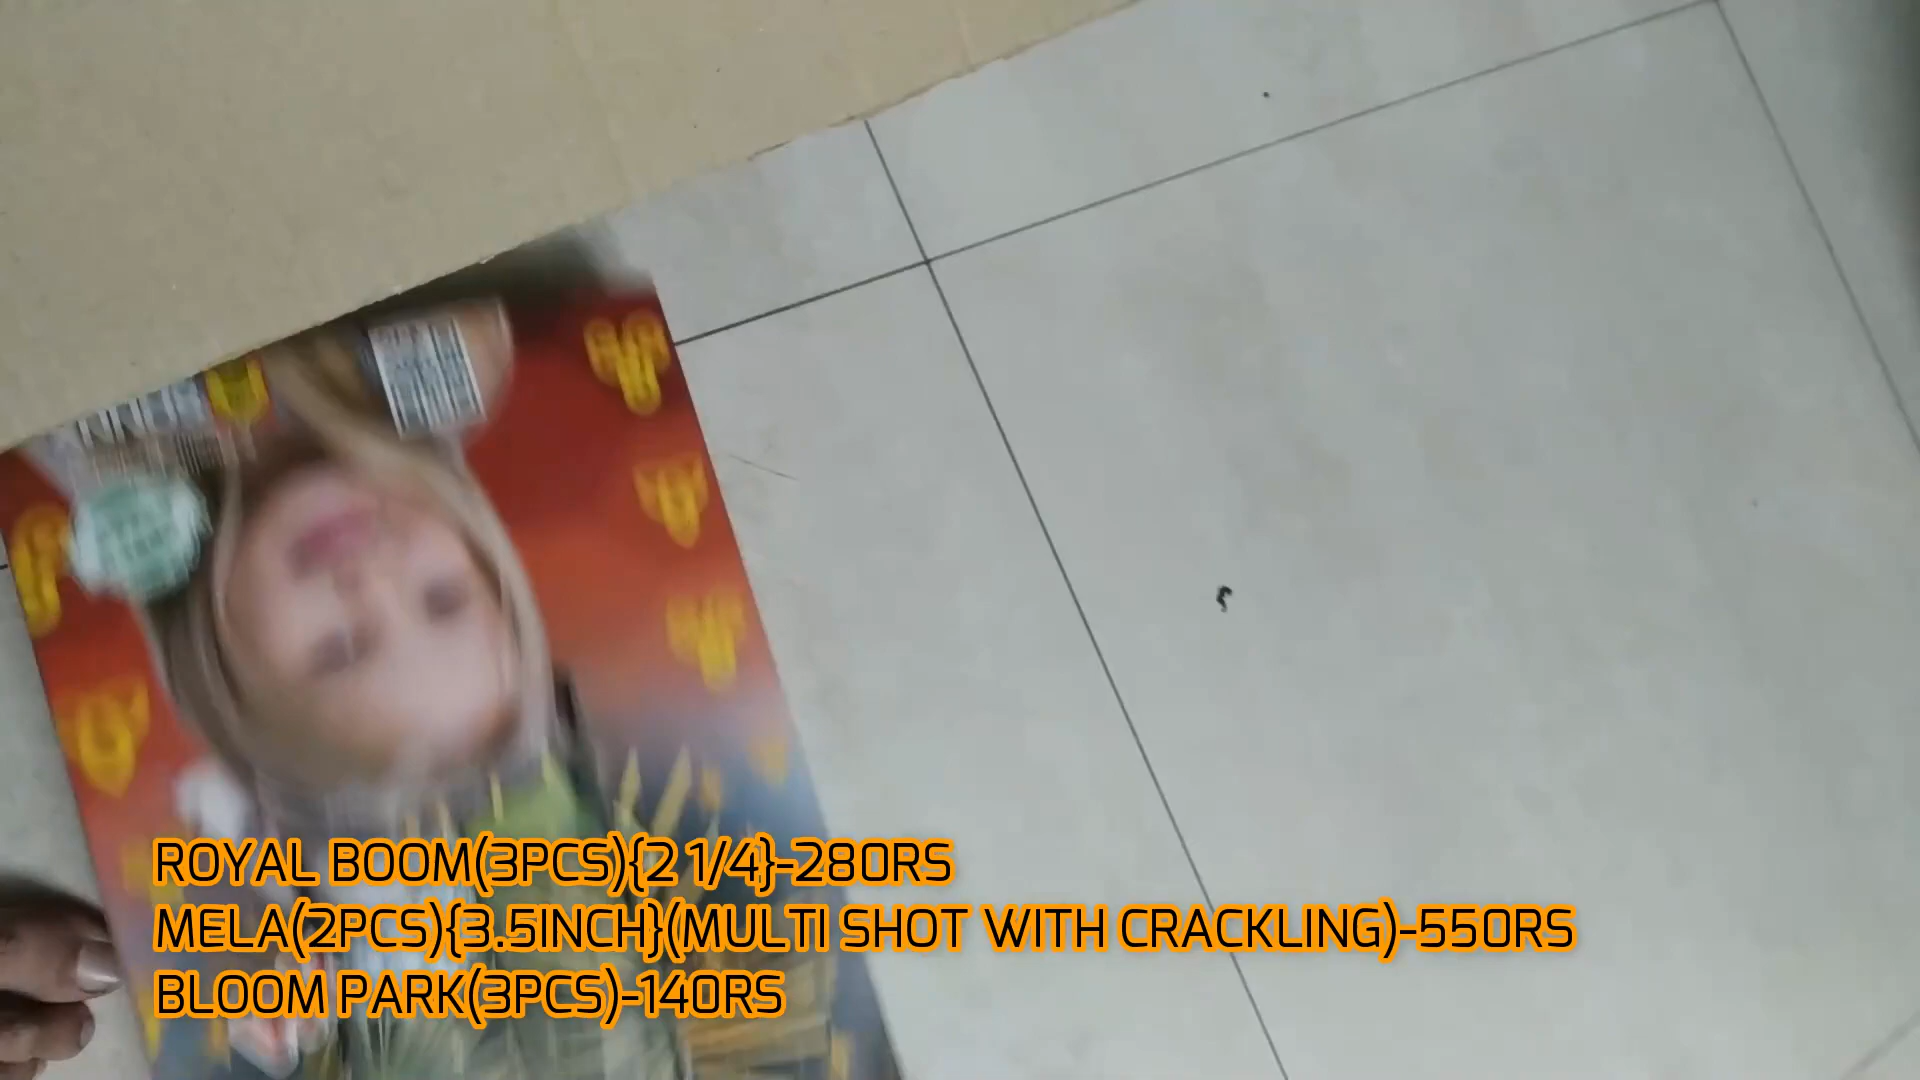 ROYAL BOOM(3PCS){2 1/4}-280RS
MELA(2PCS){3.5INCH}(MULTI SHOT WITH CRACKLING)-550RS
BLOOM PARK(3PCS)-140RS